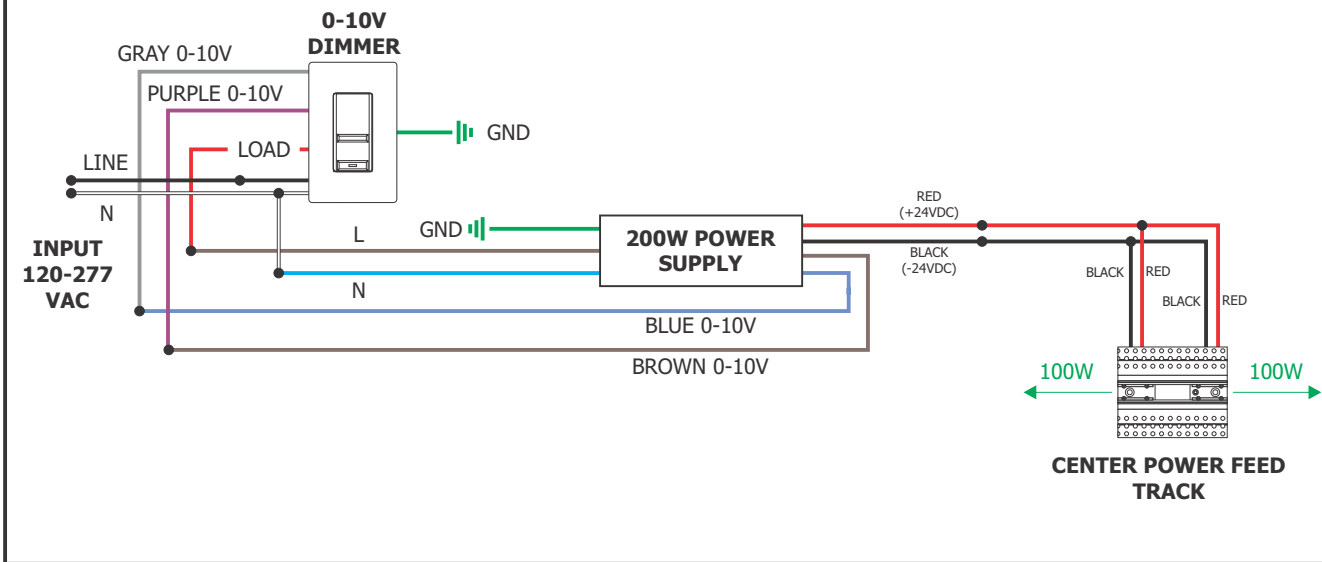 0-10V
DIMMER
GRAY 0-10V
PURPLE 0-10V
LOAD
GND
LINE
N
INPUT
120-277
VAC
L
GND
N
200W POWER
SUPPLY
RED
(+24VDC)
BLACK
(-24VDC)
BLACK
RED
BLACK
RED
BLUE 0-10V
BROWN 0-10V
100W
100W
CENTER POWER FEED
TRACK